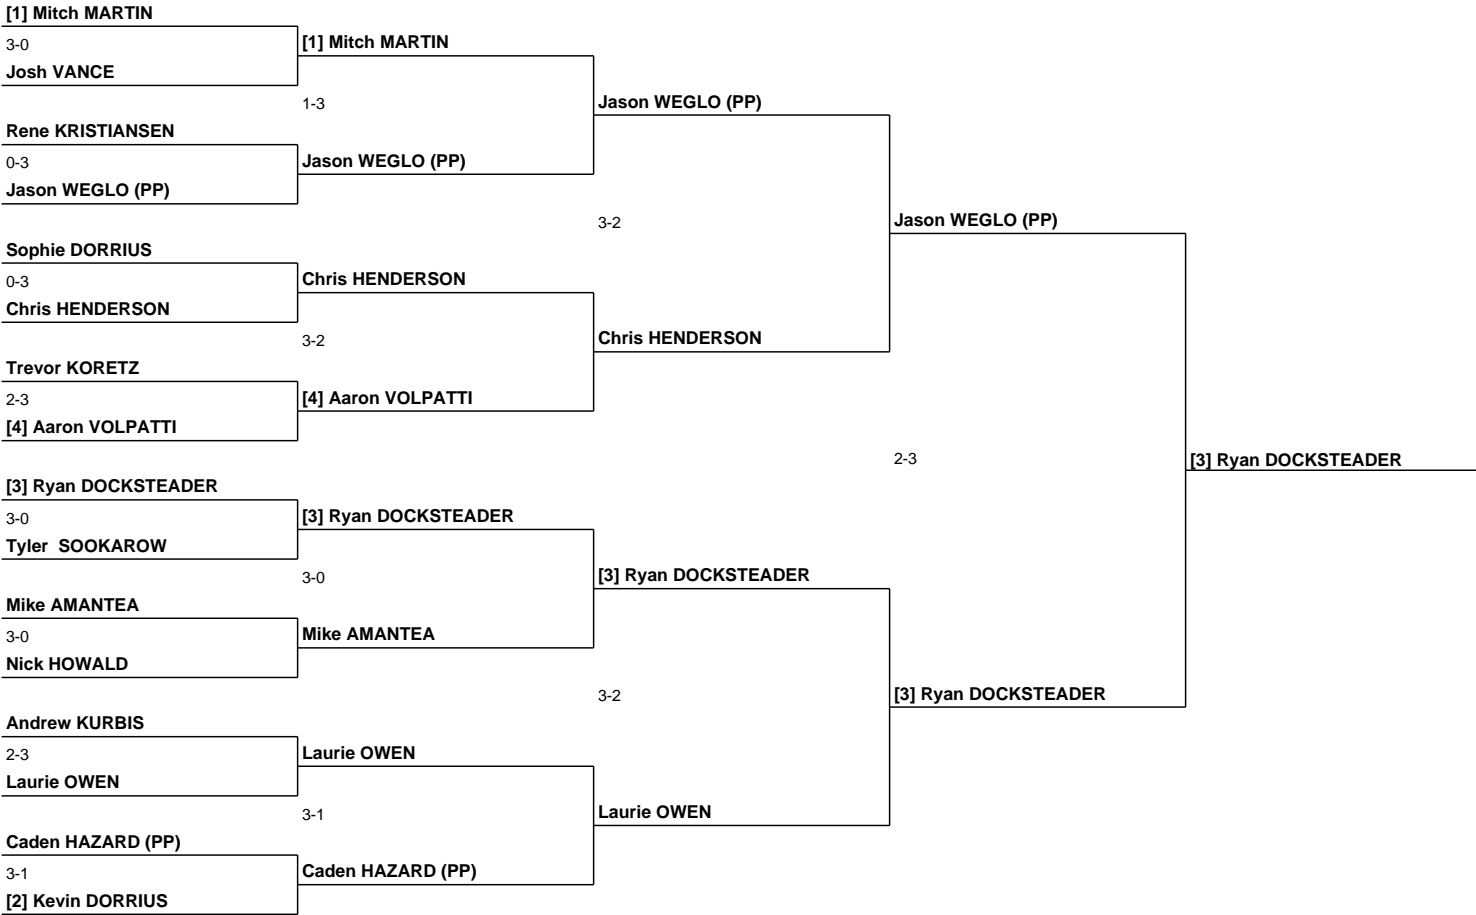 [1] Mitch MARTIN
3-0
Josh VANCE
Rene KRISTIANSEN
0-3
Jason WEGLO (PP)
Sophie DORRIUS
0-3
Chris HENDERSON
Trevor KORETZ
2-3
[4] Aaron VOLPATTI
[3] Ryan DOCKSTEADER
3-0
Tyler  SOOKAROW
Mike AMANTEA
3-0
Nick HOWALD
Andrew KURBIS
2-3
Laurie OWEN
Caden HAZARD (PP)
3-1
[2] Kevin DORRIUS
[1] Mitch MARTIN
1-3
Jason WEGLO (PP)
Chris HENDERSON
3-2
[4] Aaron VOLPATTI
[3] Ryan DOCKSTEADER
3-0
Mike AMANTEA
Laurie OWEN
3-1
Caden HAZARD (PP)
Jason WEGLO (PP)
3-2
Chris HENDERSON
[3] Ryan DOCKSTEADER
3-2
Laurie OWEN
Jason WEGLO (PP)
2-3
[3] Ryan DOCKSTEADER
[3] Ryan DOCKSTEADER